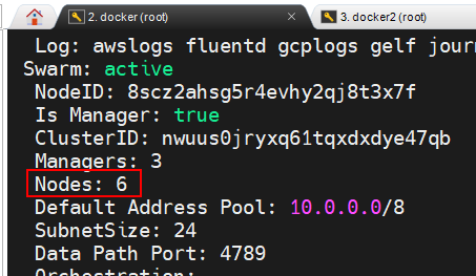 2. docker (root)
3. docker2 (root)
Log: awslogs fluentd gcplogs gelf jour
Swarm: active
NodeID: 8scz2ahsg5r4evhy2qj8t3x7f
Is Manager: true
ClusterID: nwuus0jryxq61tqxdxdye47qb
Managers: 3
Nodes: 6
Default Address Pool: 10.0.0.0/8
SubnetSize: 24
Data Path Port: 4789
Orchestration: